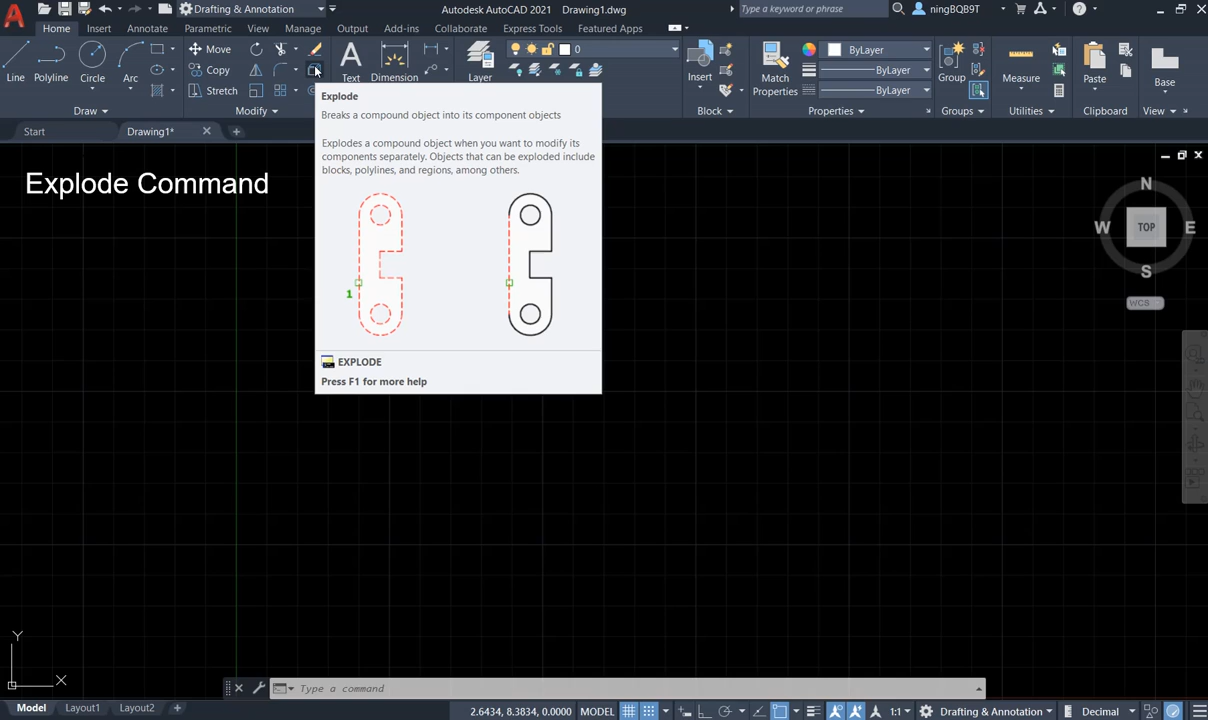 Drafting & Annotation
Autodesk AutoCAD 2021 Drawing1.dwg
Type a keyword or phrase
ningBQB9T
Home Insert Annotate Parametric View Manage Output Add-ins Collaborate Express Tools Featured Apps
Move
0
ByLayer
Line Polyline Circle Arc
Copy
Text Dimension
Layer
Insert
Match
Properties
ByLayer
Group
Measure
Paste
Base
Stretch
ByLayer
Draw
Modify
Block
Properties
Groups
Utilities
Clipboard
View
Start
Drawing1*
Explode
Breaks a compound object into its component objects
Explodes a compound object when you want to modify its
components separately. Objects that can be exploded include
blocks, polylines, and regions, among others.
1
EXPLODE
Press F1 for more help
Explode Command
N
W TOP E
S
WCS
Y
X
Type a command
Model Layout1 Layout2
2.6434, 8.3834, 0.0000 MODEL
1:1
Drafting & Annotation
Decimal